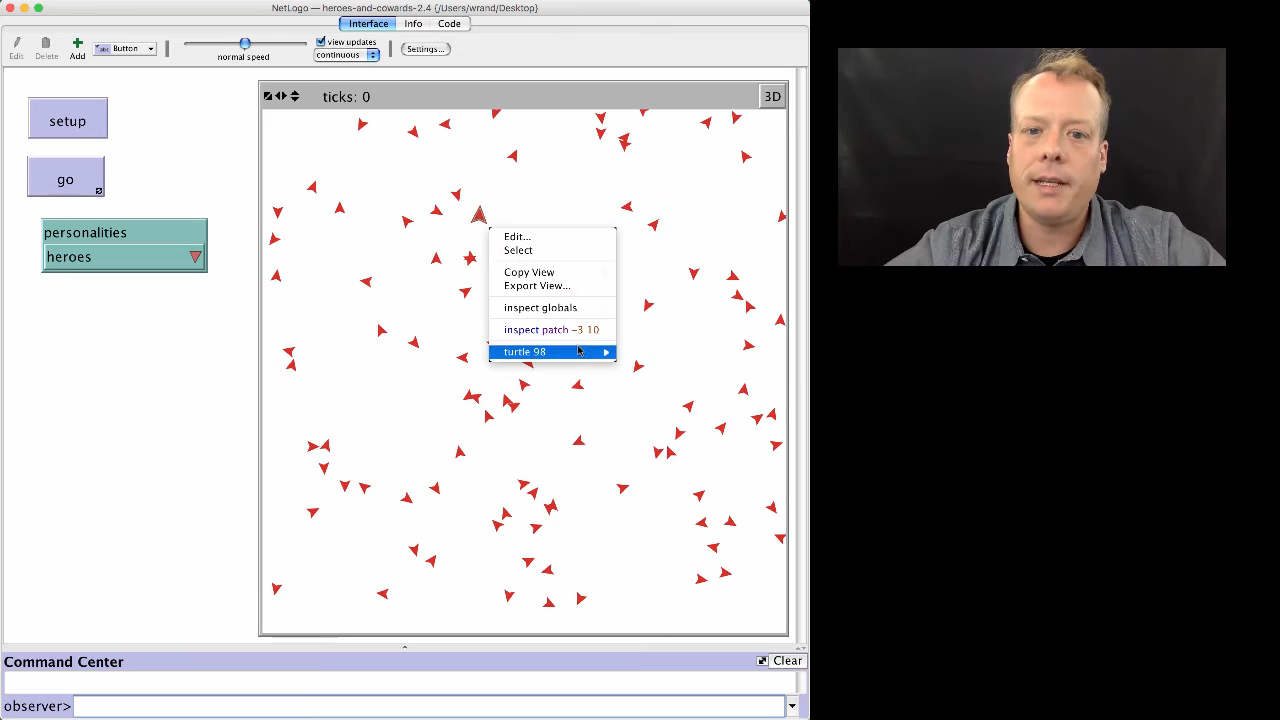 NetLogo — heroes-and-cowards-2.4 {/Users/wrand/Desktop}
Interface Info Code
Edit Delete Add abc Button normal speed view updates continuous Settings...
ticks: 0 3D
setup
go
personalities
heroes
Edit...
Select
Copy View
Export View...
inspect globals
inspect patch -3 10
turtle 98
Command Center Clear
observer>